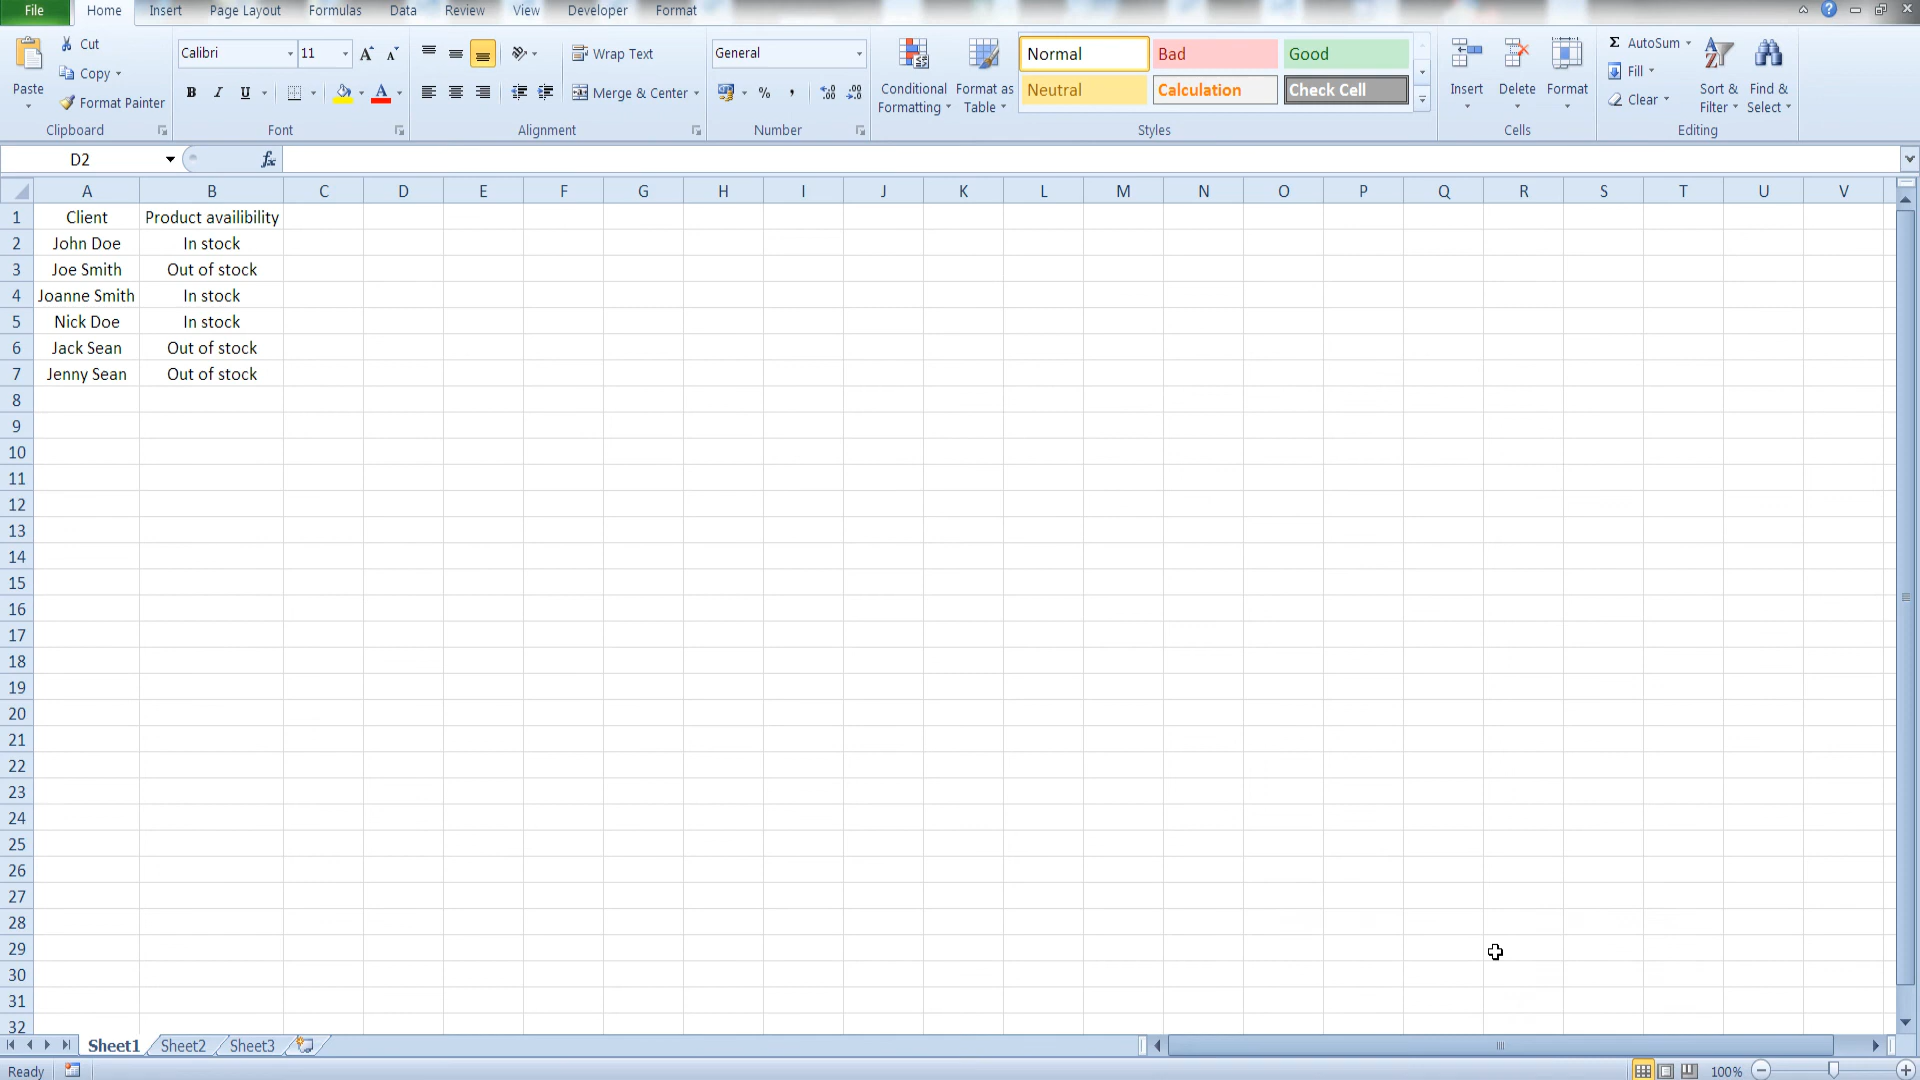 File Home Insert Page Layout Formulas Data Review View Developer Format
Paste
Cut
Copy
Format Painter
Clipboard
Calibri 11
B I U A
Font
Wrap Text
Merge & Center
Alignment
General
% ,
Number
Conditional Formatting
Format as Table
Normal Bad Good
Neutral Calculation Check Cell
Styles
Insert Delete Format
Cells
Σ AutoSum
Fill
Clear
Sort & Filter
Find & Select
Editing
D2 fx
A B C D E F G H I J K L M N O P Q R S T U V
1 Client Product availibility
2 John Doe In stock
3 Joe Smith Out of stock
4 Joanne Smith In stock
5 Nick Doe In stock
6 Jack Sean Out of stock
7 Jenny Sean Out of stock
8
9
10
11
12
13
14
15
16
17
18
19
20
21
22
23
24
25
26
27
28
29
30
31
32
Sheet1 Sheet2 Sheet3
Ready 100%